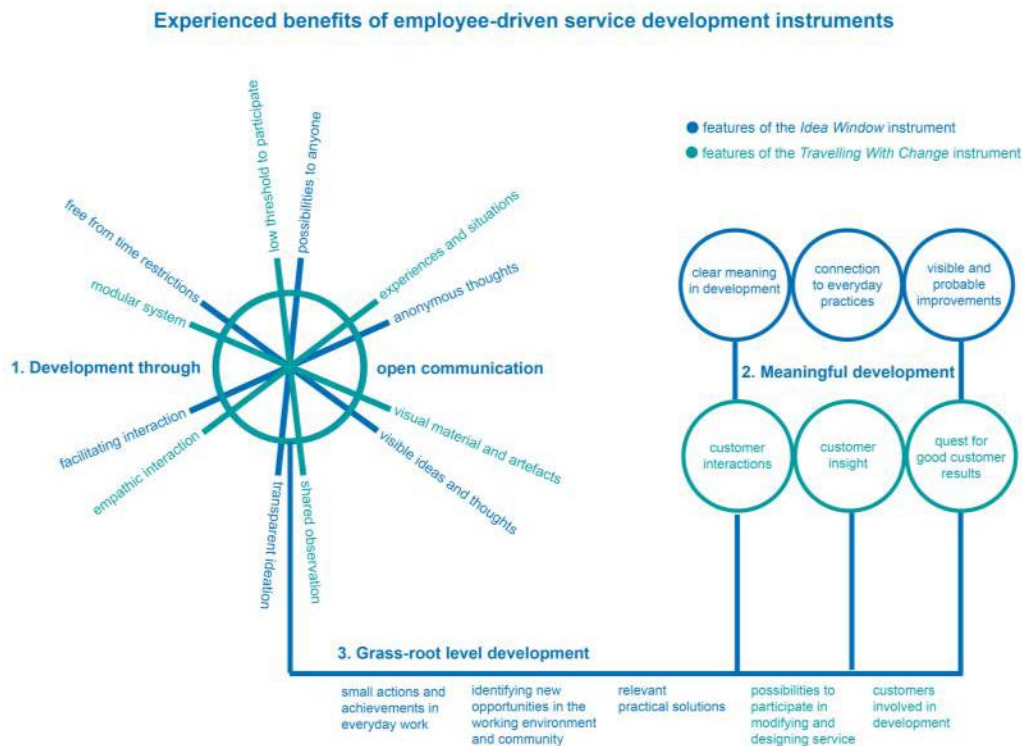 Experienced benefits of employee-driven service development instruments
features of the Idea Window instrument
features of the Travelling With Change instrument
free from time restrictions
modular system
low threshold to participate
possibilities to anyone
experiences and situations
anonymous thoughts
1. Development through
open communication
facilitating interaction
empathic interaction
transparent ideation
shared observation
visible ideas and thoughts
visual material and artefacts
clear meaning
in development
connection
to everyday
practices
visible and
probable
improvements
2. Meaningful development
customer
interactions
customer
insight
quest for
good customer
results
3. Grass-root level development
small actions and
achievements in
everyday work
identifying new
opportunities in the
working environment
and community
relevant
practical solutions
possibilities to
participate in
modifying and
designing service
customers
involved in
development